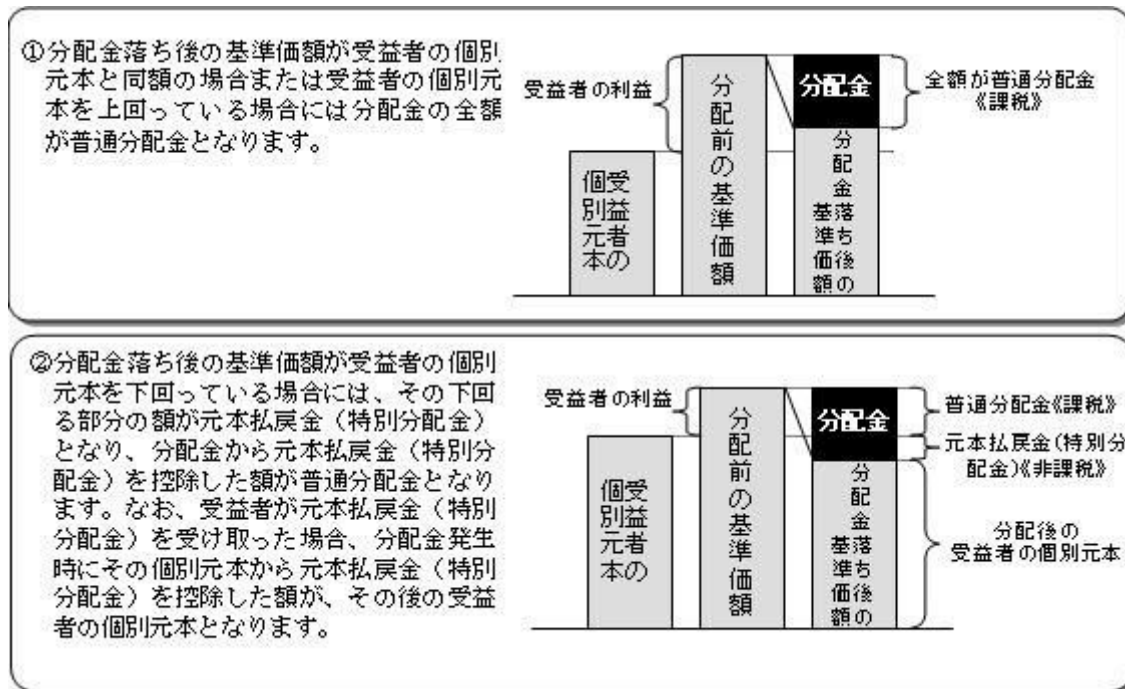 ①分配金落ち後の基準価額が受益者の個別
元本と同額の場合または受益者の個別元
本を上回っている場合には分配金の全額
が普通分配金となります。
受益者の利益
受益者の
個別元本
分配前の基準価額
分配金
分配金落ち後の
基準価額
全額が普通分配金
《課税》
②分配金落ち後の基準価額が受益者の個別
元本を下回っている場合には、その下回
る部分の額が元本払戻金（特別分配金）
となり、分配金から元本払戻金（特別分
配金）を控除した額が普通分配金となり
ます。なお、受益者が元本払戻金（特別
分配金）を受け取った場合、分配金発生
時にその個別元本から元本払戻金（特別
分配金）を控除した額が、その後の受益
者の個別元本となります。
受益者の利益
受益者の
個別元本
分配前の基準価額
分配金
分配金落ち後の
基準価額
普通分配金《課税》
元本払戻金（特別分
配金）《非課税》
分配後の
受益者の個別元本